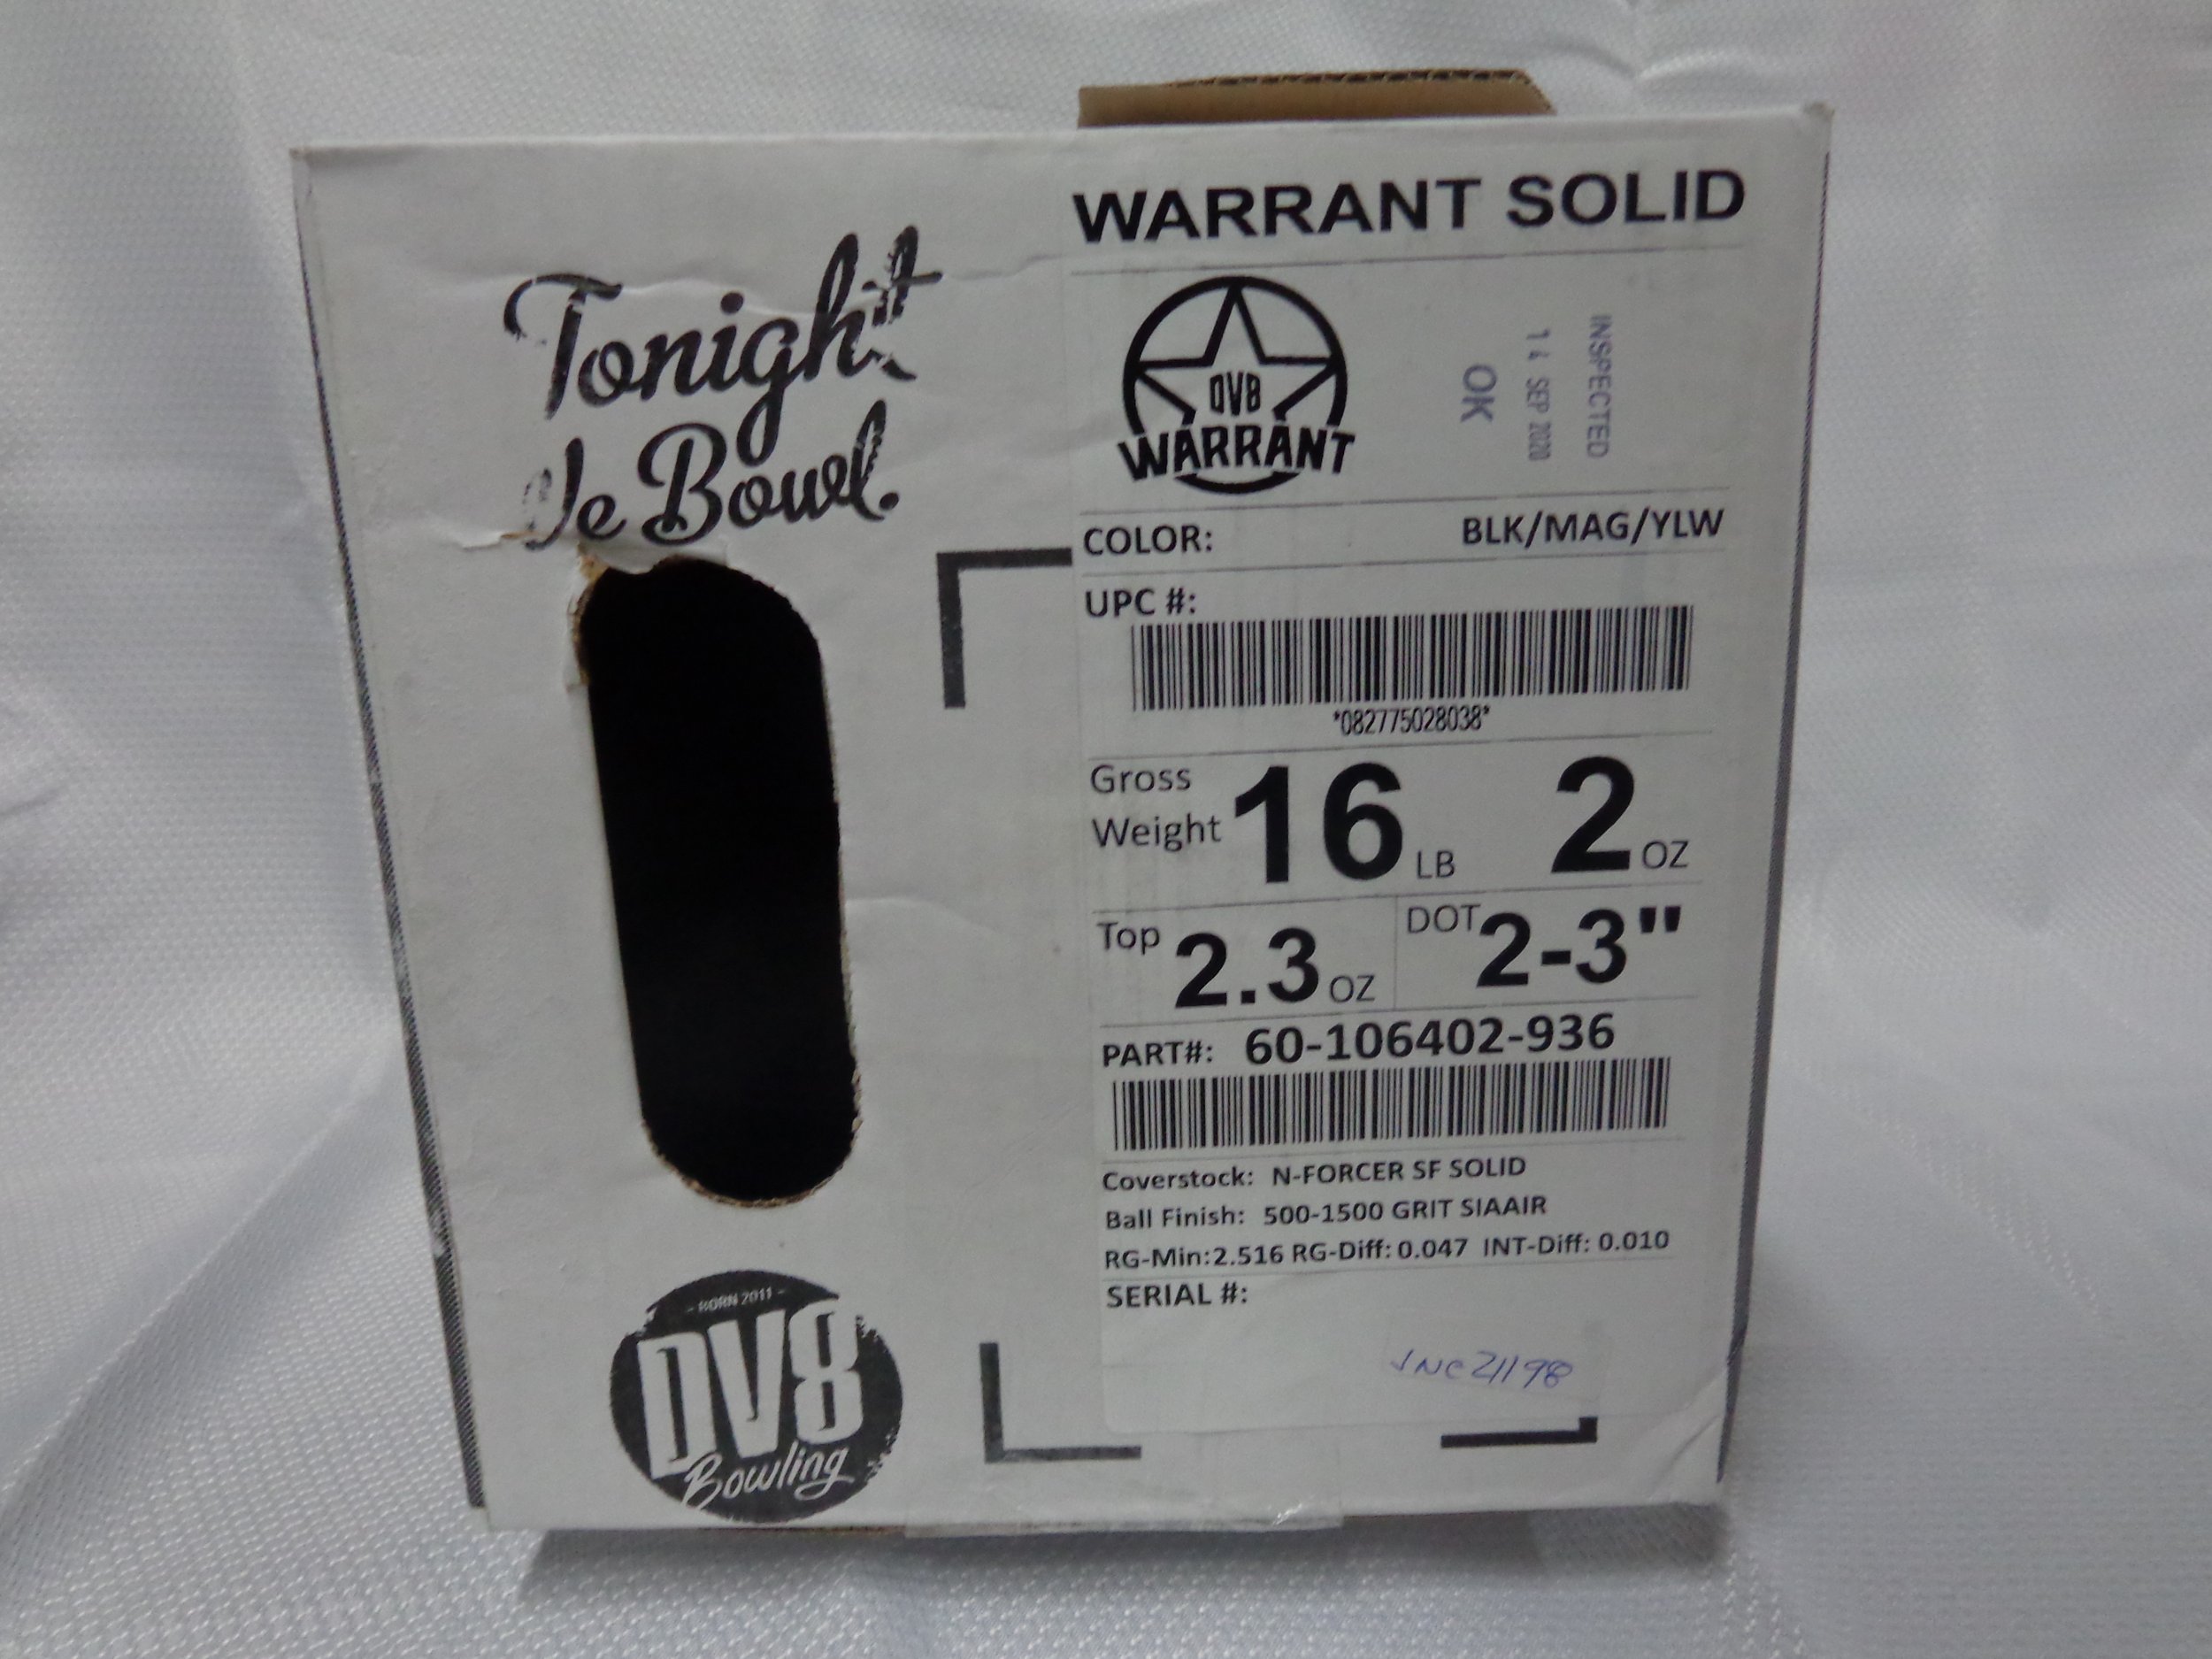 Tonight
We Bowl.
- BORN 2011 -
DV8
Bowling
WARRANT SOLID
DV8
WARRANT
INSPECTED
14 SEP 2020
OK
COLOR: BLK/MAG/YLW
UPC #:
*082775028038*
Gross Weight 16 LB 2 OZ
Top 2.3 OZ DOT 2-3"
PART#: 60-106402-936
Coverstock: N-FORCER SF SOLID
Ball Finish: 500-1500 GRIT SIAAIR
RG-Min:2.516 RG-Diff: 0.047 INT-Diff: 0.010
SERIAL #: